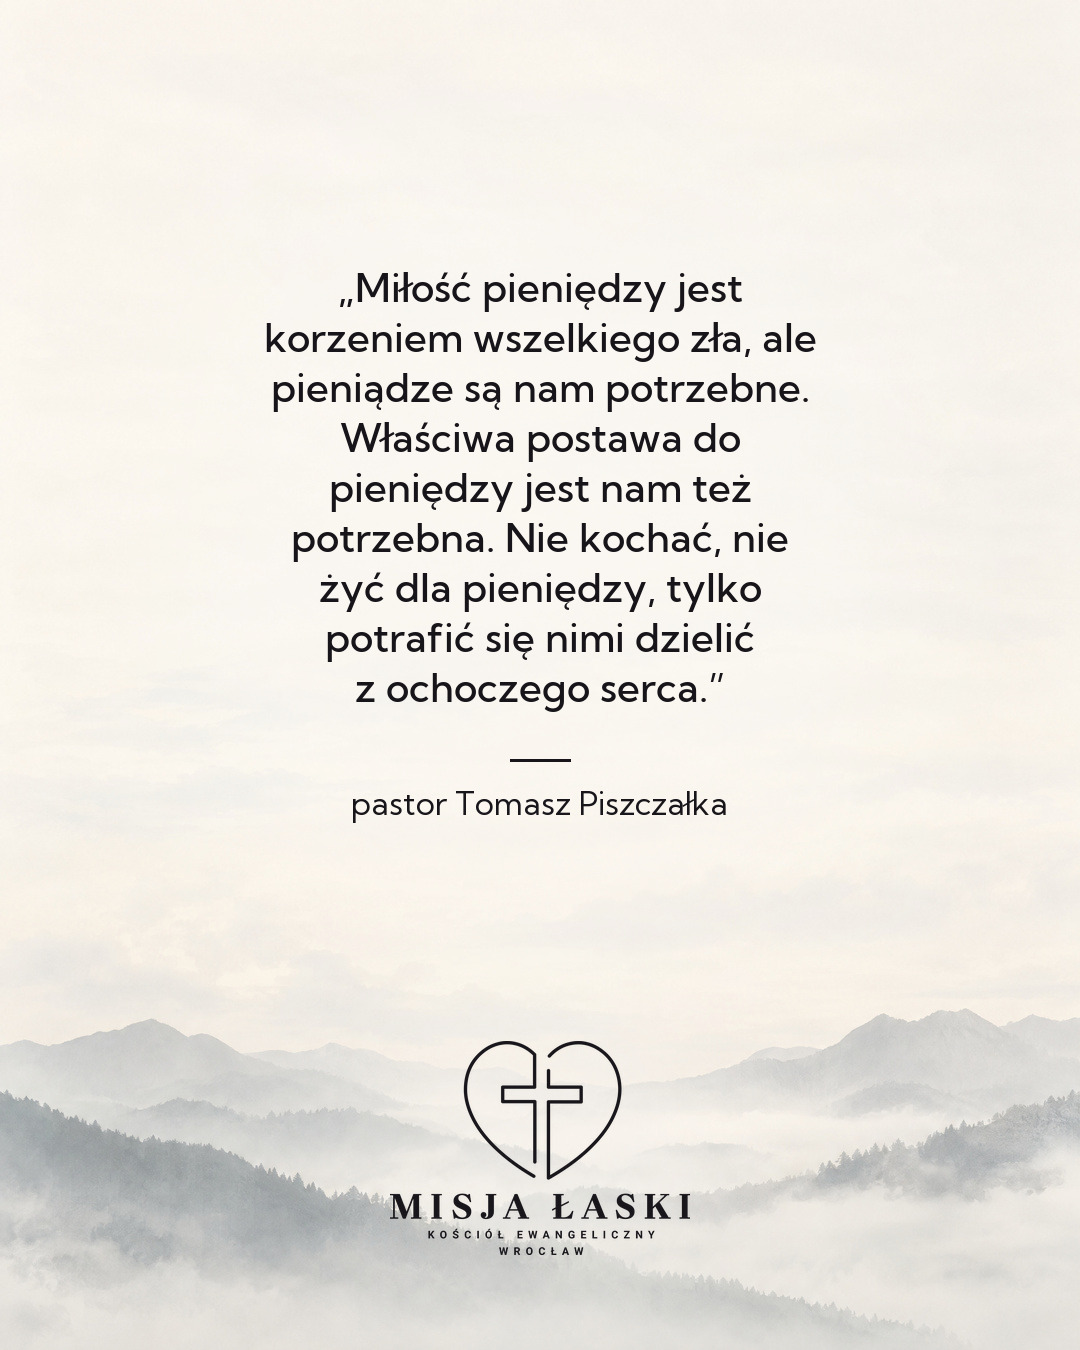 „Miłość pieniędzy jest
korzeniem wszelkiego zła, ale
pieniądze są nam potrzebne.
Właściwa postawa do
pieniędzy jest nam też
potrzebna. Nie kochać, nie
żyć dla pieniędzy, tylko
potrafić się nimi dzielić
z ochoczego serca.”
pastor Tomasz Piszczałka
MISJA ŁASKI
KOŚCIÓŁ EWANGELICZNY
WROCŁAW